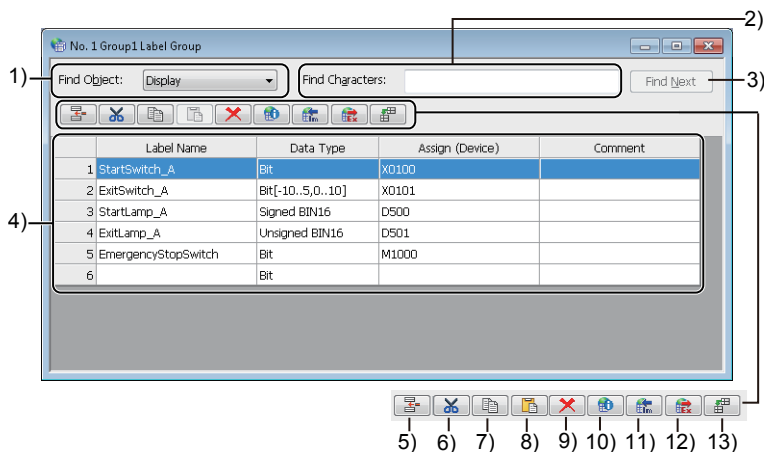 2)
No. 1 Group1 Label Group
1)
Find Object: Display Find Characters: Find Next
3)
Label Name Data Type Assign (Device) Comment
1 StartSwitch_A Bit X0100
2 ExitSwitch_A Bit[-10..5,0..10] X0101
4)
3 StartLamp_A Signed BIN16 D500
4 ExitLamp_A Unsigned BIN16 D501
5 EmergencyStopSwitch Bit M1000
6 Bit
5) 6) 7) 8) 9) 10) 11) 12) 13)